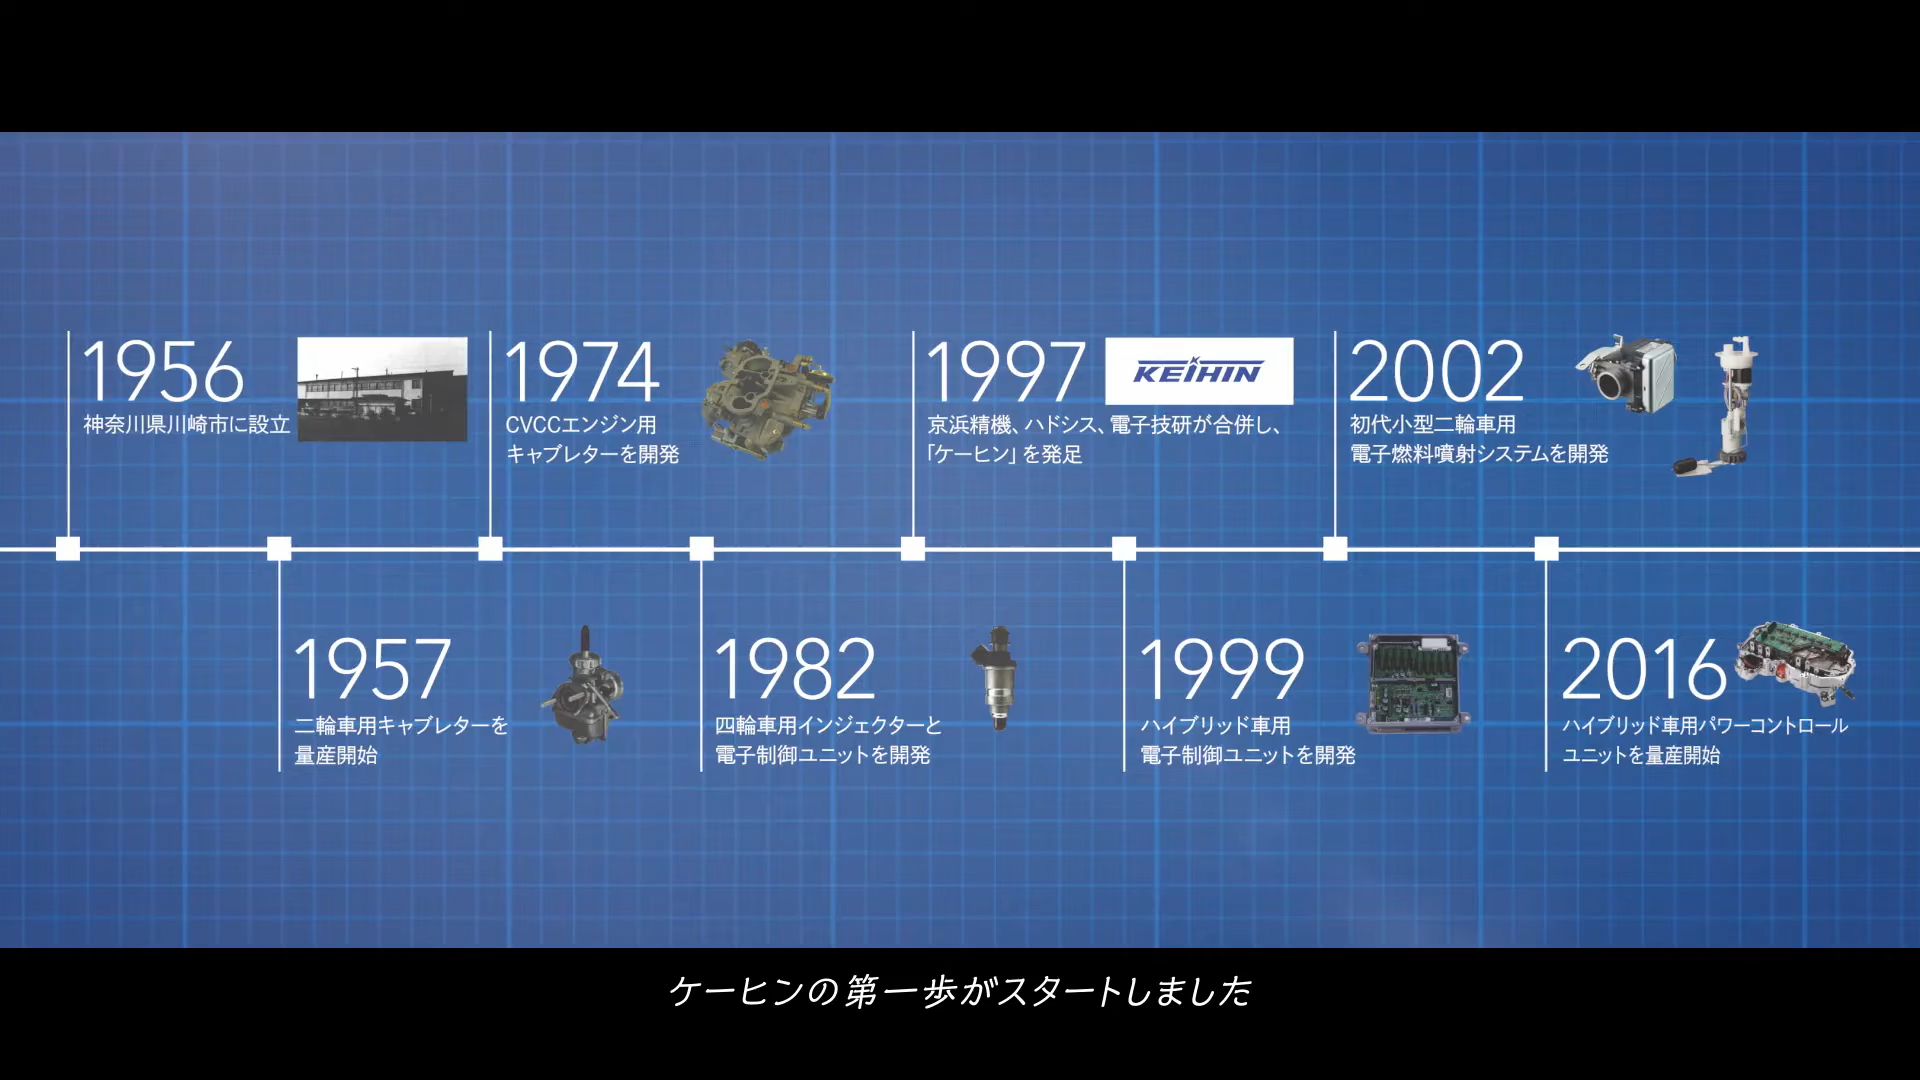 1956
神奈川県川崎市に設立
1957
二輪車用キャブレターを
量産開始
1974
CVCCエンジン用
キャブレターを開発
1982
四輪車用インジェクターと
電子制御ユニットを開発
1997
KEIHIN
京浜精機、ハドシス、電子技研が合併し、
「ケーヒン」を発足
1999
ハイブリッド車用
電子制御ユニットを開発
2002
初代小型二輪車用
電子燃料噴射システムを開発
2016
ハイブリッド車用パワーコントロール
ユニットを量産開始
ケーヒンの第一歩がスタートしました